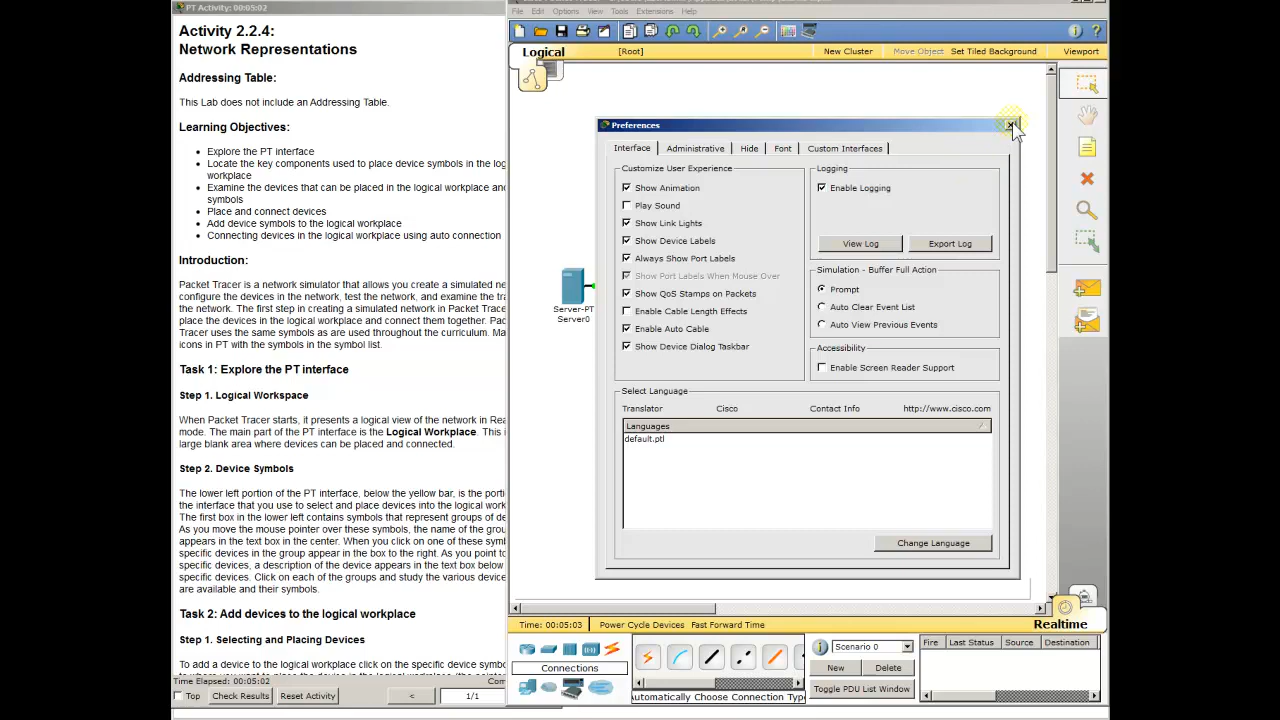 PT Activity: 00:05:02
Activity 2.2.4:
Network Representations
Addressing Table:
This Lab does not include an Addressing Table.
Learning Objectives:
Explore the PT interface
Locate the key components used to place device symbols in the log
workplace
Examine the devices that can be placed in the logical workplace and
symbols
Place and connect devices
Add device symbols to the logical workplace
Connecting devices in the logical workplace using auto connection
Introduction:
Packet Tracer is a network simulator that allows you to create a simulated ne
configure the devices in the network, test the network, and examine the tra
the network. The first step in creating a simulated network in Packet Tracer
place the devices in the logical workplace and connect them together. Pac
Tracer uses the same symbols as are used throughout the curriculum. Ma
icons in PT with the symbols in the symbol list.
Task 1: Explore the PT interface
Step 1. Logical Workspace
When Packet Tracer starts, it presents a logical view of the network in Rea
mode. The main part of the PT interface is the Logical Workplace. This i
large blank area where devices can be placed and connected.
Step 2. Device Symbols
The lower left portion of the PT interface, below the yellow bar, is the porti
the interface that you use to select and place devices into the logical work
The first box in the lower left contains symbols that represent groups of de
As you move the mouse pointer over these symbols, the name of the grou
appears in the text box in the center. When you click on one of these sym
specific devices in the group appear in the box to the right. As you point to
specific devices, a description of the device appears in the text box below
specific devices. Click on each of the groups and study the various device
are available and their symbols.
Task 2: Add devices to the logical workplace
Step 1. Selecting and Placing Devices
To add a device to the logical workplace click on the specific device symbo
Time Elapsed: 00:05:02
Com
Top
Check Results
Reset Activity
<
1/1
File Edit Options View Tools Extensions Help
Logical
[Root]
New Cluster
Move Object
Set Tiled Background
Viewport
Server-PT
Server0
Preferences
Interface
Administrative
Hide
Font
Custom Interfaces
Customize User Experience
Show Animation
Play Sound
Show Link Lights
Show Device Labels
Always Show Port Labels
Show Port Labels When Mouse Over
Show QoS Stamps on Packets
Enable Cable Length Effects
Enable Auto Cable
Show Device Dialog Taskbar
Logging
Enable Logging
View Log
Export Log
Simulation - Buffer Full Action
Prompt
Auto Clear Event List
Auto View Previous Events
Accessibility
Enable Screen Reader Support
Select Language
Translator
Cisco
Contact Info
http://www.cisco.com
Languages
default.ptl
Change Language
Time: 00:05:03
Power Cycle Devices
Fast Forward Time
Realtime
Connections
utomatically Choose Connection Type
Scenario 0
New
Delete
Toggle PDU List Window
Fire
Last Status
Source
Destination